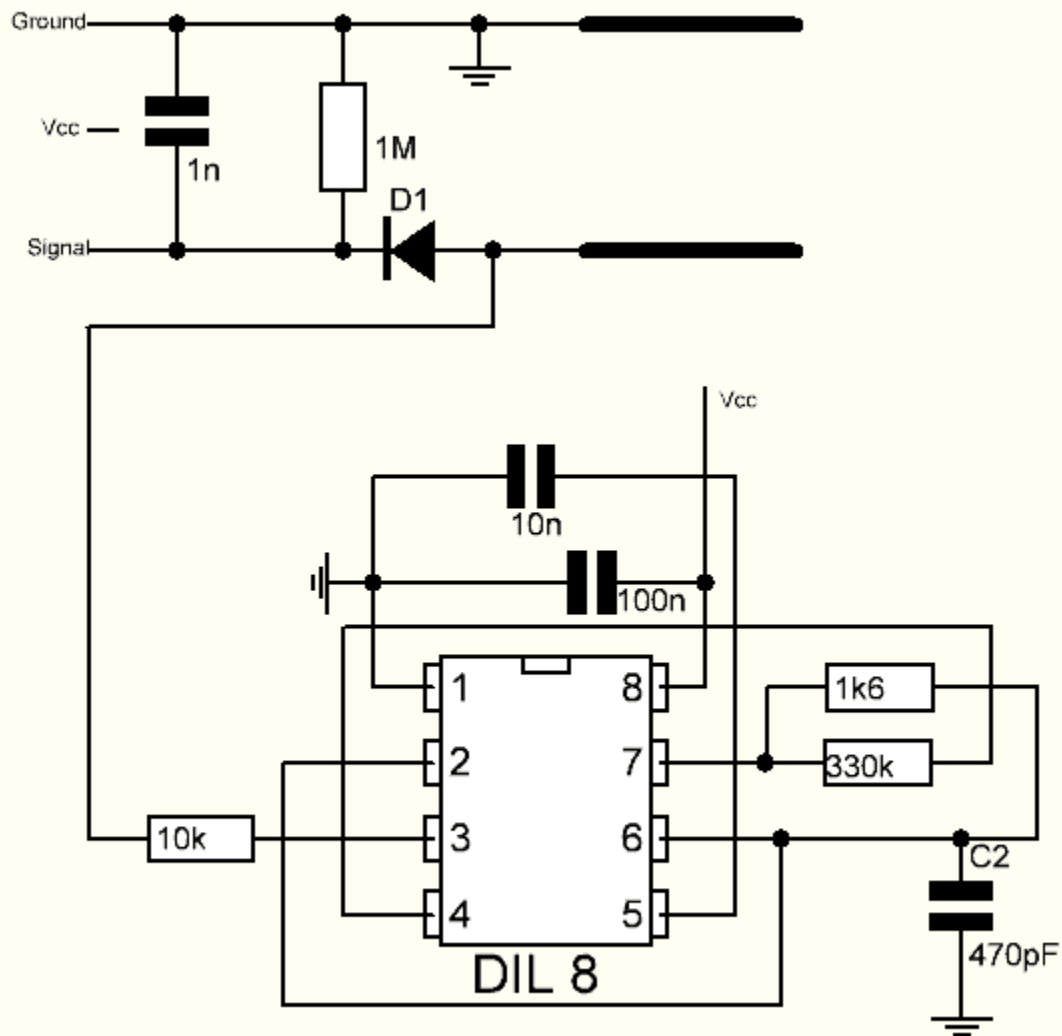 Ground
Vcc
1n
1M
D1
Signal
Vcc
10n
100n
1
8
1k6
2
7
330k
10k
3
6
C2
4
5
470pF
DIL 8